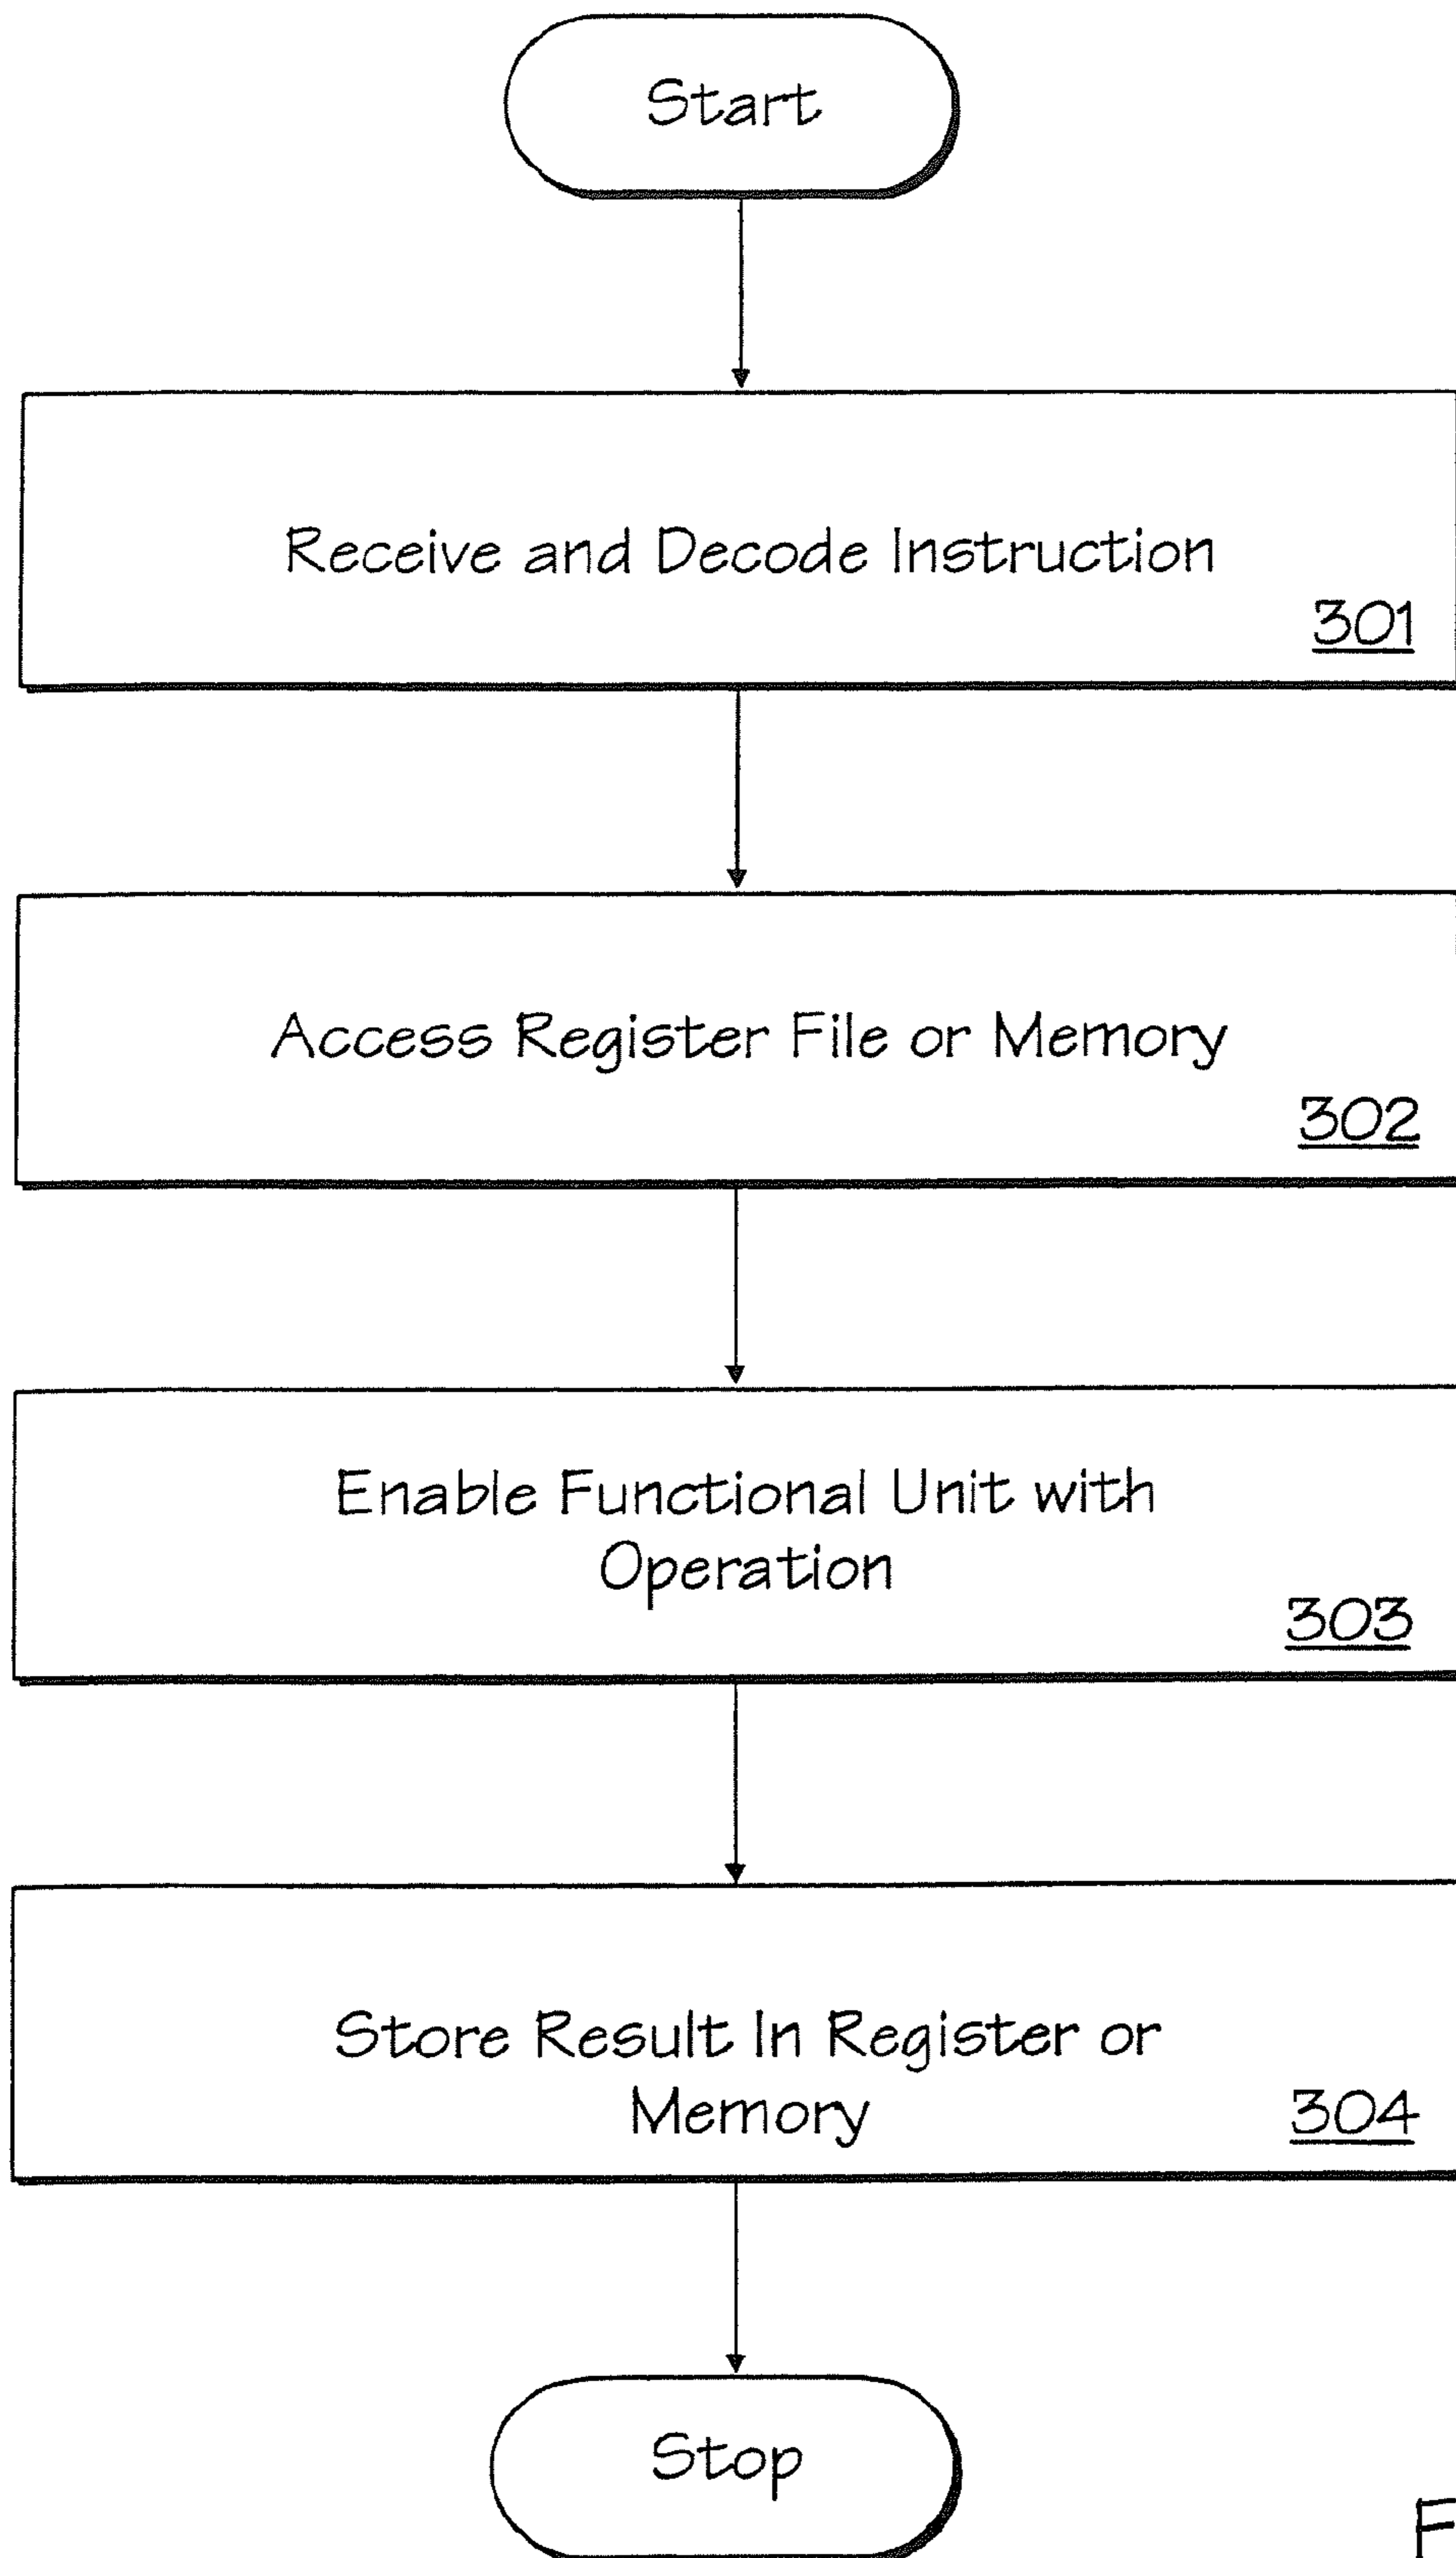 Start
Receive and Decode Instruction
301
Access Register File or Memory
302
Enable Functional Unit with
Operation
303
Store Result In Register or
Memory
304
Stop
F